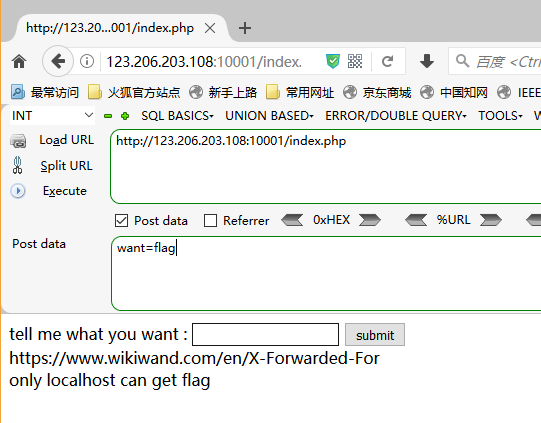 http://123.20...001/index.php
123.206.203.108:10001/index.
百度 <Ctrl
最常访问 火狐官方站点 新手上路 常用网址 京东商城 中国知网 IEEE
INT SQL BASICS UNION BASED ERROR/DOUBLE QUERY TOOLS W
Load URL http://123.206.203.108:10001/index.php
Split URL
Execute
Post data Referrer 0xHEX %URL
Post data want=flag
tell me what you want : submit
https://www.wikiwand.com/en/X-Forwarded-For
only localhost can get flag